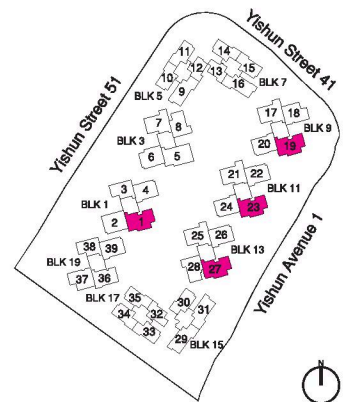 Yishun Street 51
Yishun Street 41
Yishun Avenue 1
11
12
10
9
BLK 5
14
15
13
16
BLK 7
7
8
BLK 3
6
5
17
18
BLK 9
20
19
21
22
BLK 11
24
23
3
4
BLK 1
2
1
25
26
BLK 13
28
27
38
39
BLK 19
37
36
BLK 17
35
34
32
33
30
31
29
BLK 15
N